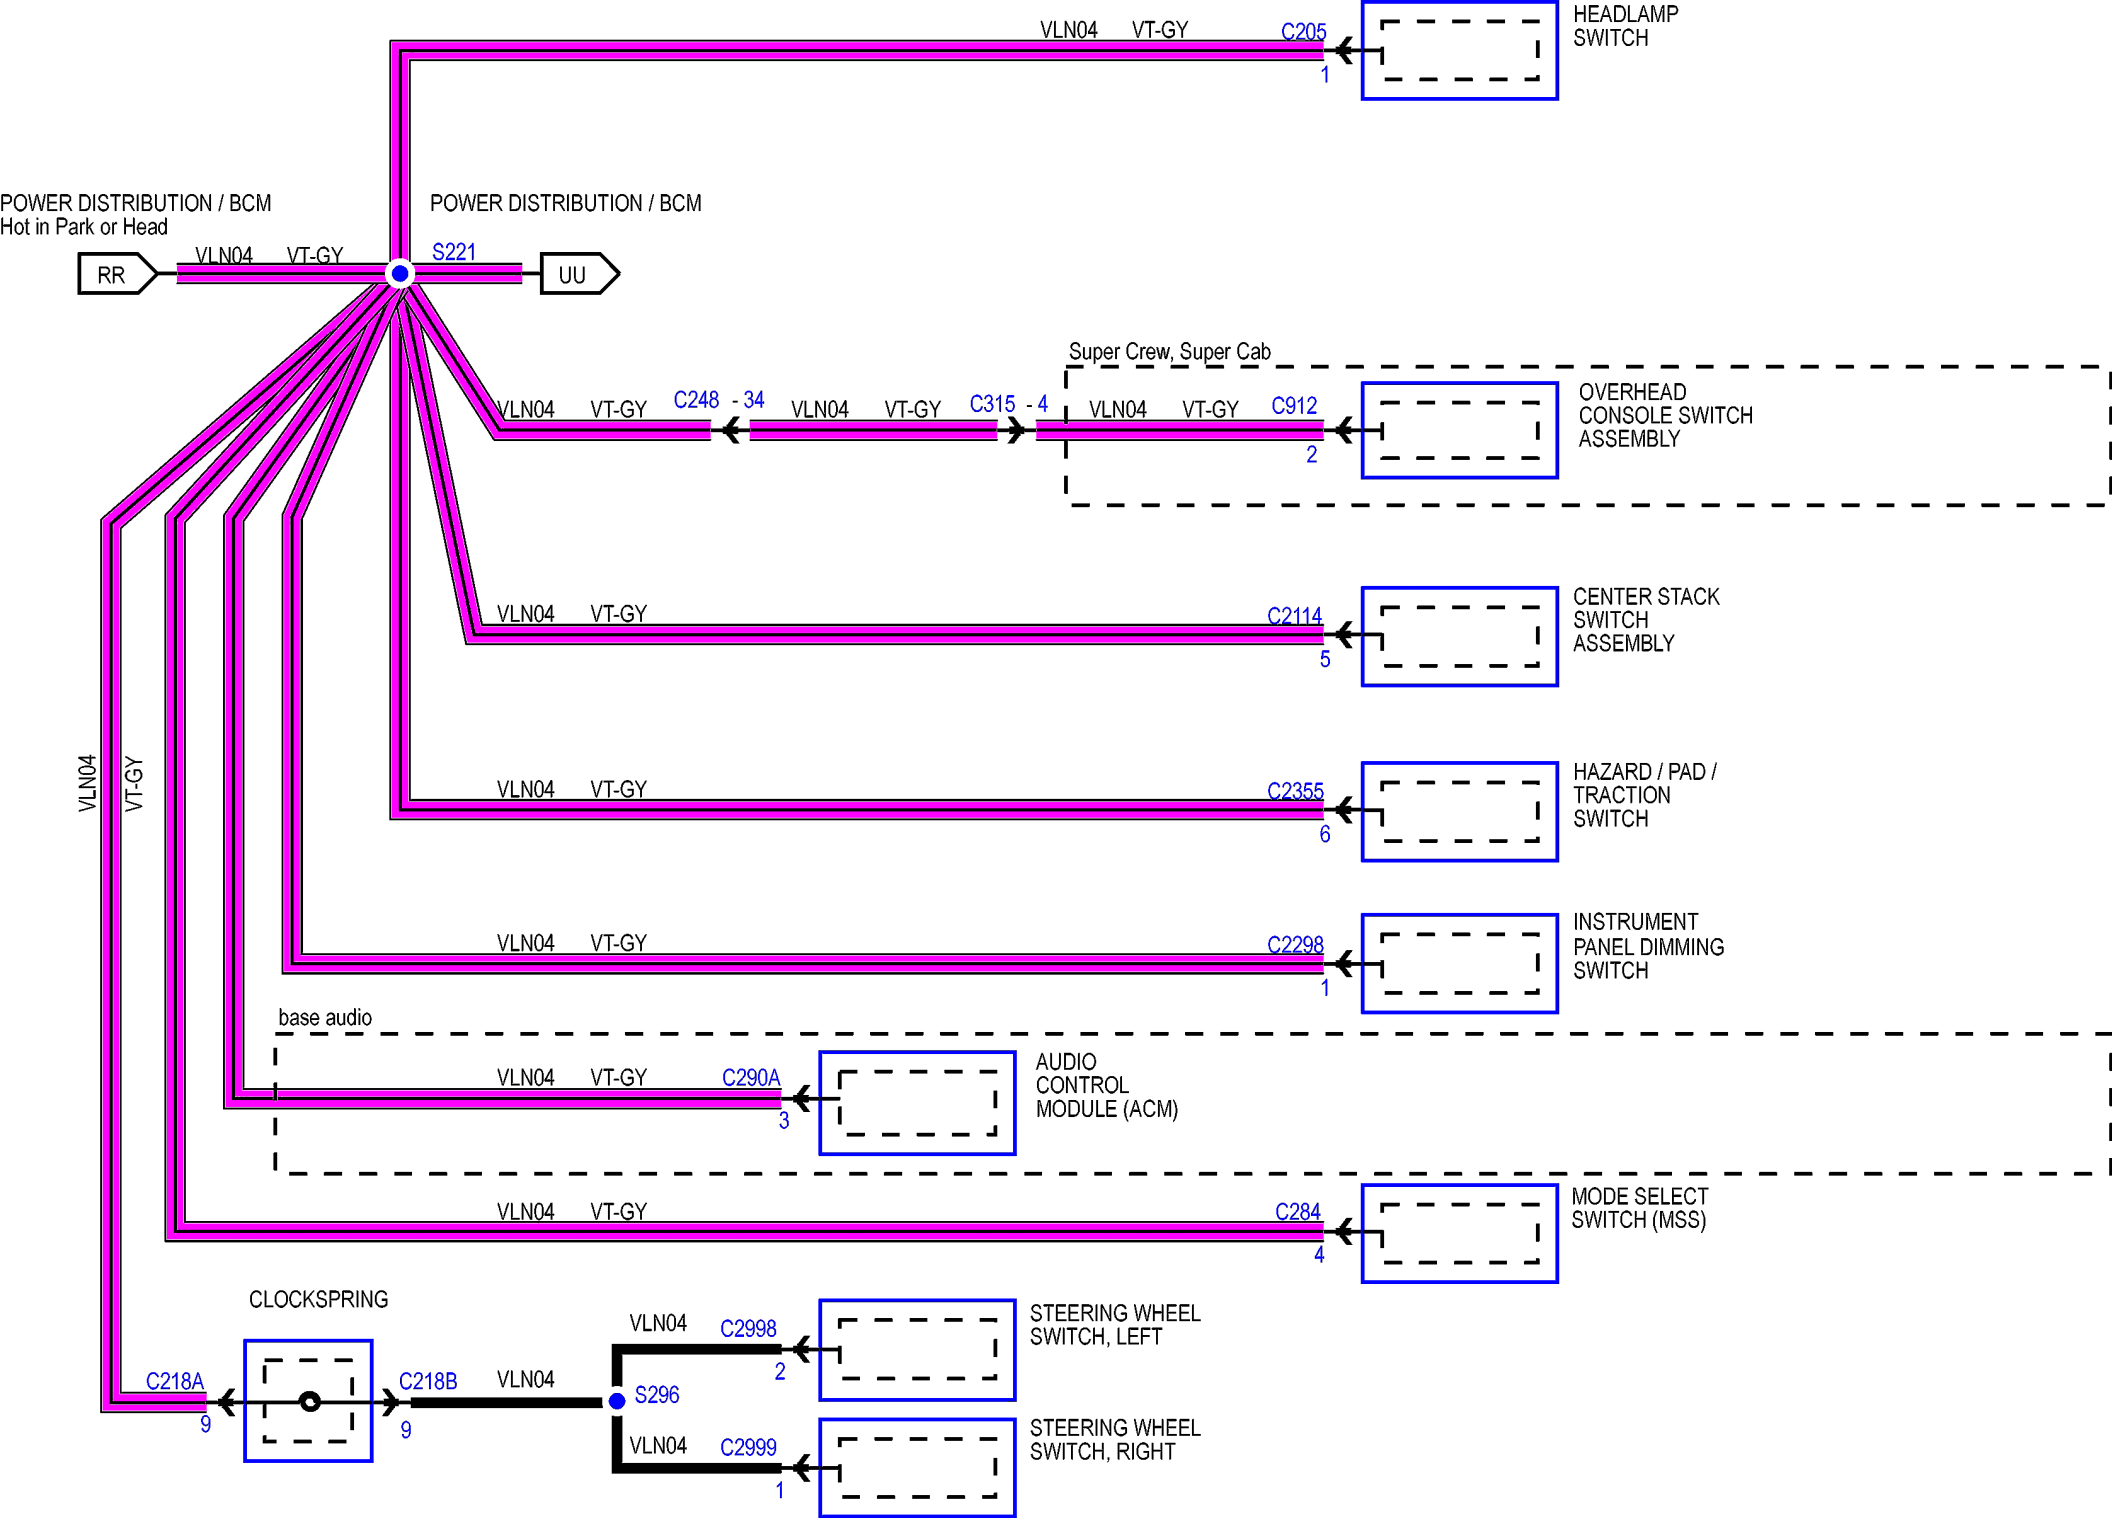 VLN04 VT-GY C205
1
HEADLAMP
SWITCH
POWER DISTRIBUTION / BCM
Hot in Park or Head
POWER DISTRIBUTION / BCM
RR
VLN04 VT-GY
S221
UU
Super Crew, Super Cab
VLN04 VT-GY C248 - 34 VLN04 VT-GY C315 - 4 VLN04 VT-GY C912
2
OVERHEAD
CONSOLE SWITCH
ASSEMBLY
VLN04 VT-GY C2114
5
CENTER STACK
SWITCH
ASSEMBLY
VLN04
VT-GY
VLN04 VT-GY C2355
6
HAZARD / PAD /
TRACTION
SWITCH
VLN04 VT-GY C2298
1
INSTRUMENT
PANEL DIMMING
SWITCH
base audio
VLN04 VT-GY C290A
3
AUDIO
CONTROL
MODULE (ACM)
VLN04 VT-GY C284
4
MODE SELECT
SWITCH (MSS)
CLOCKSPRING
C218A
9
C218B
9
VLN04
S296
VLN04 C2998
2
STEERING WHEEL
SWITCH, LEFT
VLN04 C2999
1
STEERING WHEEL
SWITCH, RIGHT